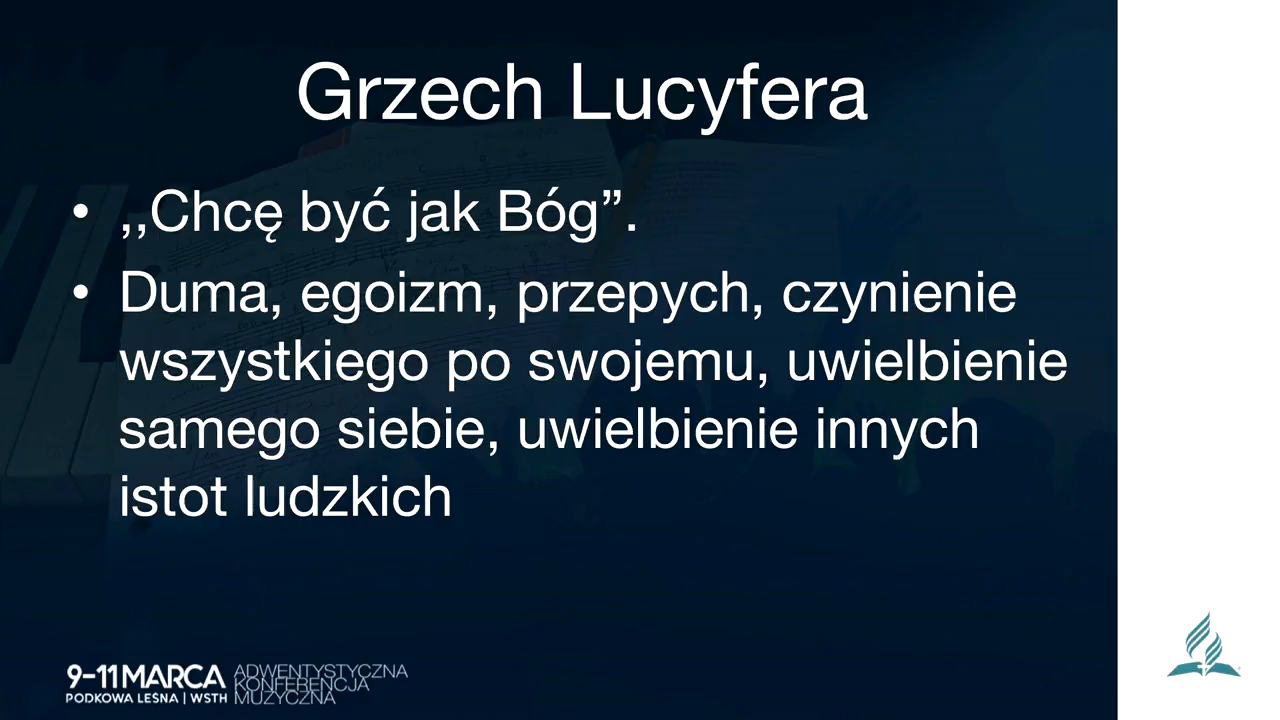 Grzech Lucyfera
• ,,Chcę być jak Bóg”.
• Duma, egoizm, przepych, czynienie
wszystkiego po swojemu, uwielbienie
samego siebie, uwielbienie innych
istot ludzkich
9-11 MARCA
PODKOWA LEŚNA | WSTH
ADWENTYSTYCZNA
KONFERENCJA
MUZYCZNA